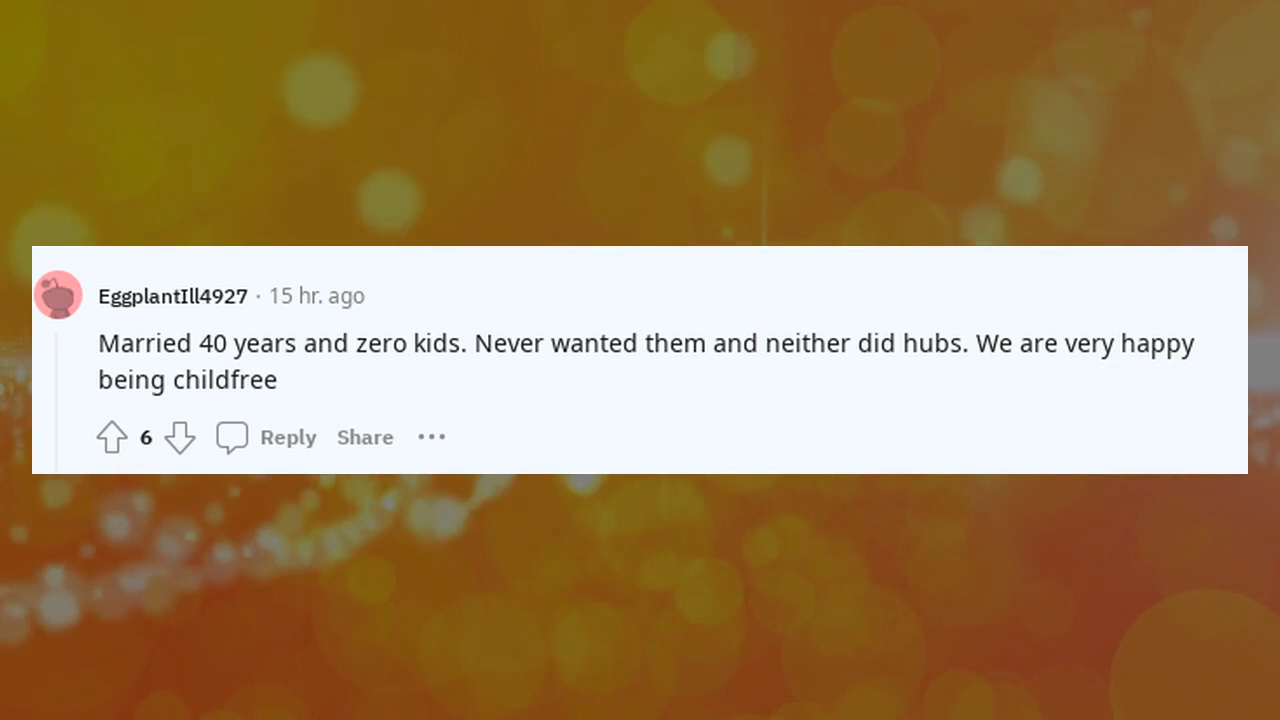 EggplantIll4927 · 15 hr. ago
Married 40 years and zero kids. Never wanted them and neither did hubs. We are very happy
being childfree
6 Reply Share ···